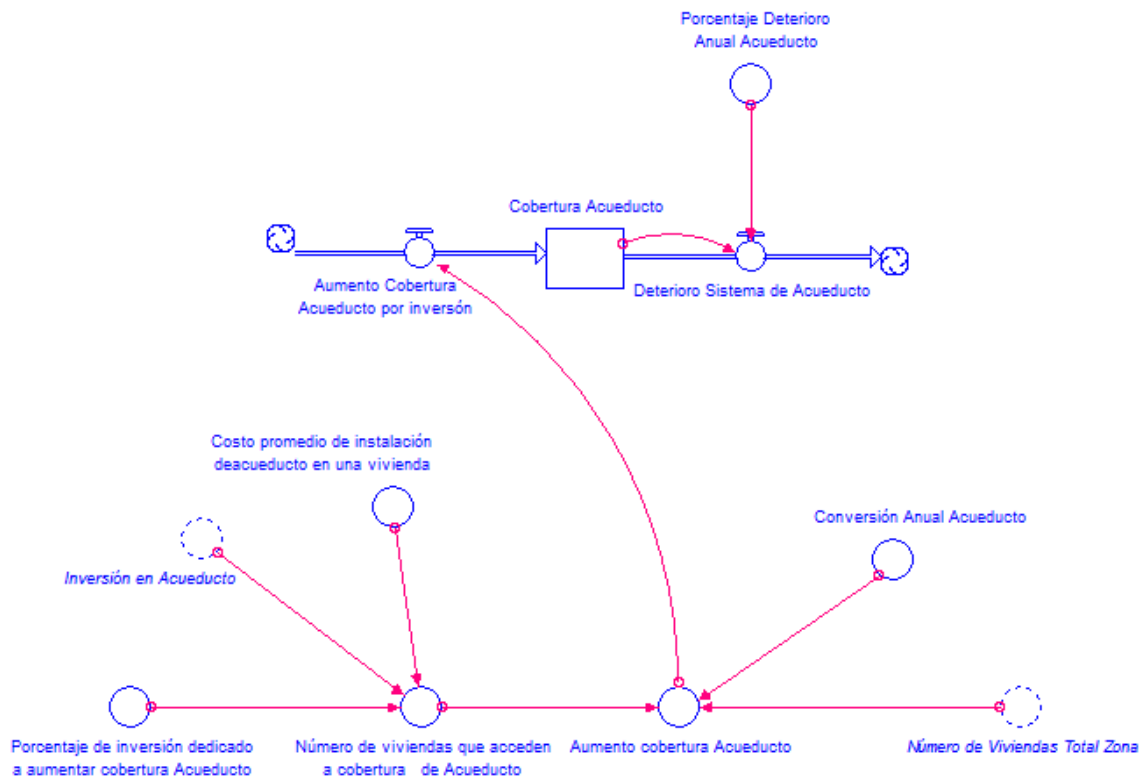 Porcentaje Deterioro
Anual Acueducto
Cobertura Acueducto
Aumento Cobertura
Acueducto por inversón
Deterioro Sistema de Acueducto
Costo promedio de instalación
deacueducto en una vivienda
Conversión Anual Acueducto
Inversión en Acueducto
Porcentaje de inversión dedicado
a aumentar cobertura Acueducto
Número de viviendas que acceden
a cobertura de Acueducto
Aumento cobertura Acueducto
Número de Viviendas Total Zona